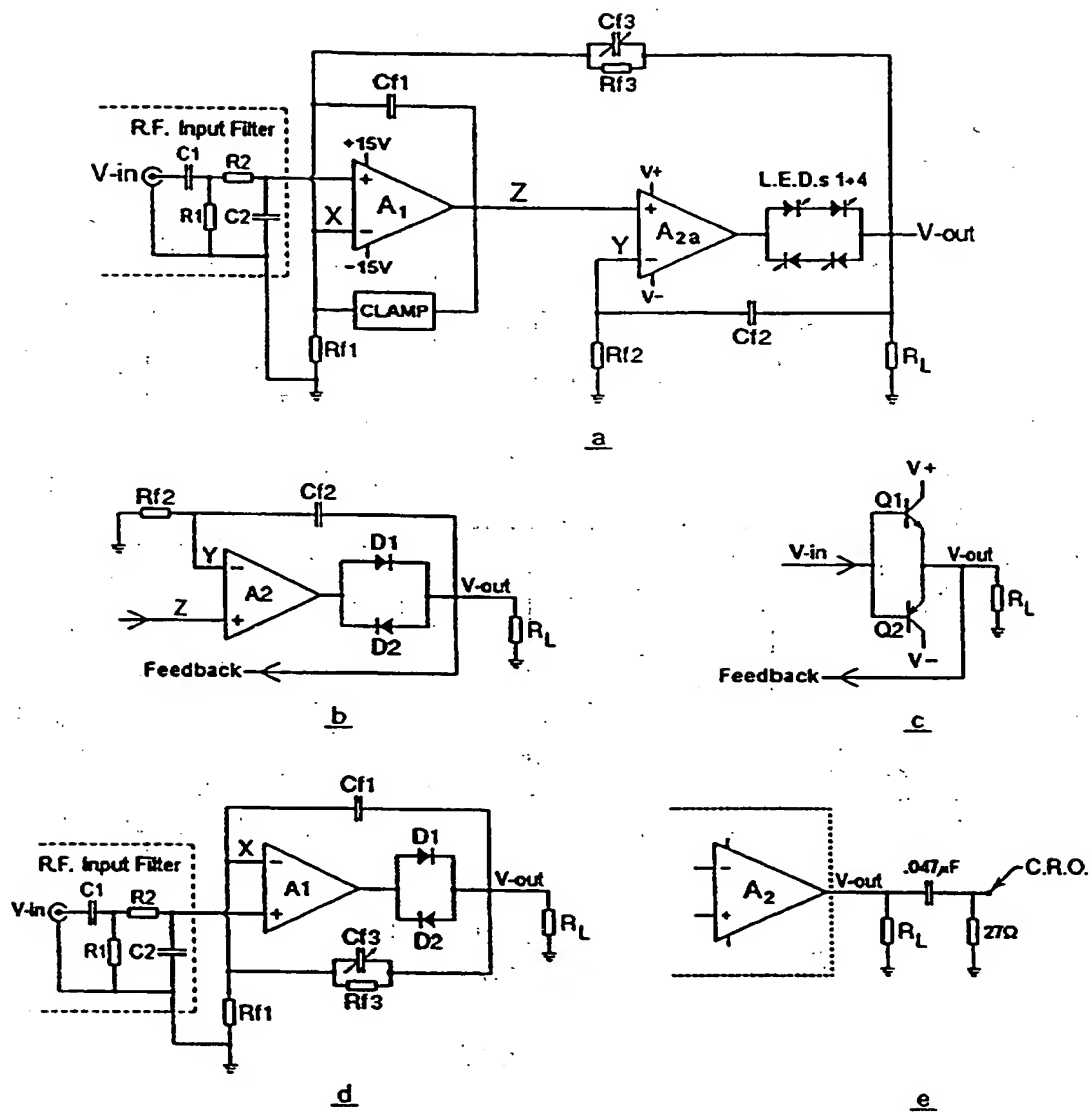 Cf3
Rf3
Cf1
R.F. Input Filter
+15V
C1
R2
V-in
R1
C2
+
A1
X
−
−15V
CLAMP
Rf1
Z
V+
+
A2a
Y
−
V−
L.E.D.s 1→4
V-out
Cf2
Rf2
RL
a
Rf2
Cf2
Y
−
A2
Z
+
D1
D2
V-out
RL
Feedback
b
V+
Q1
V-in
V-out
RL
Q2
V−
Feedback
c
Cf1
R.F. Input Filter
X
−
A1
+
D1
D2
V-out
RL
C1
R2
V-in
R1
C2
Cf3
Rf3
Rf1
d
−
A2
+
V-out
.047µF
C.R.O.
RL
27Ω
e